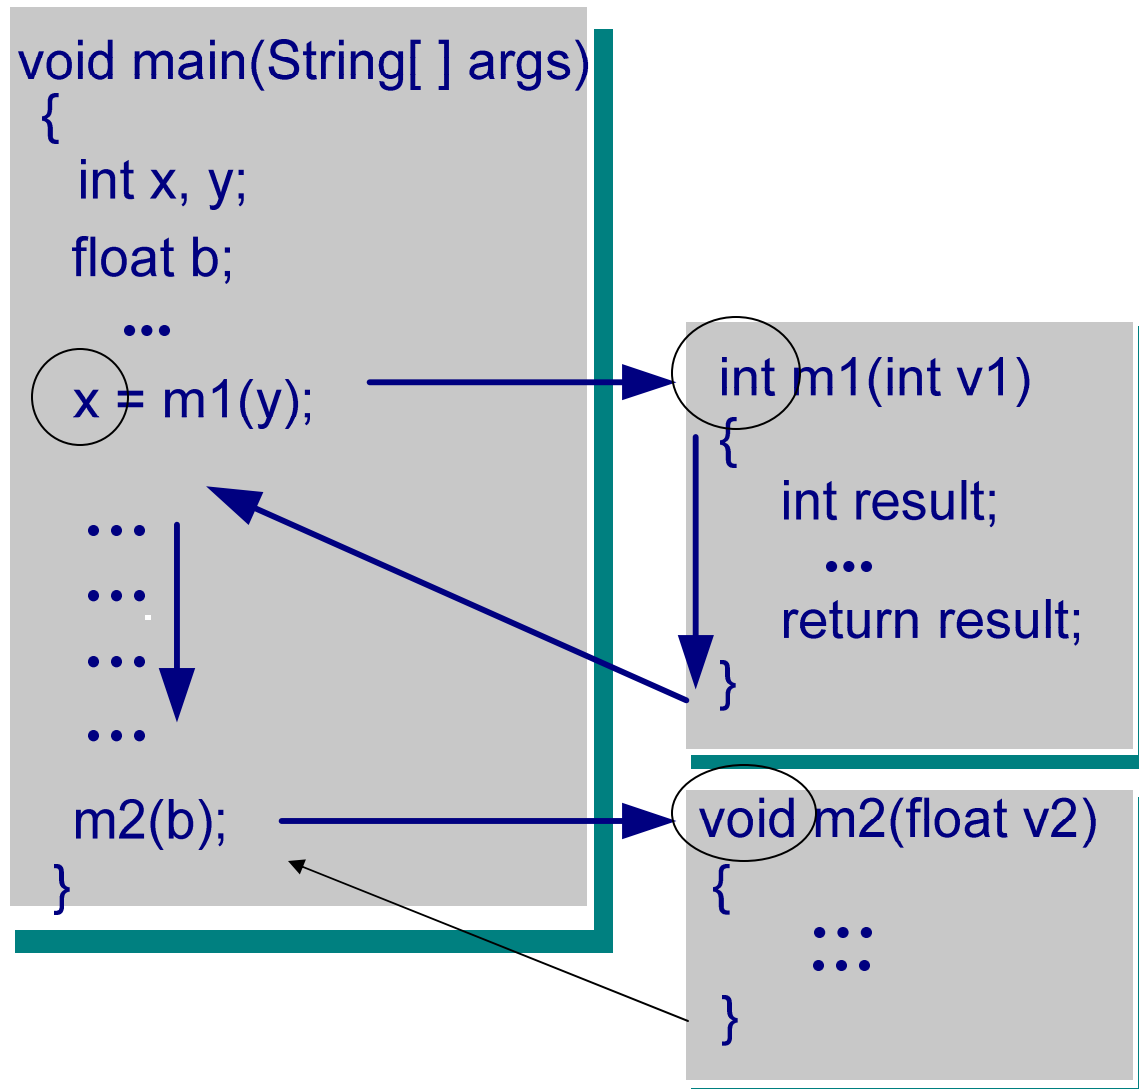 void main(String[ ] args)
{
int x, y;
float b;
...
x = m1(y);
...
...
...
...
m2(b);
}
int m1(int v1)
{
int result;
...
return result;
}
void m2(float v2)
{
...
...
}